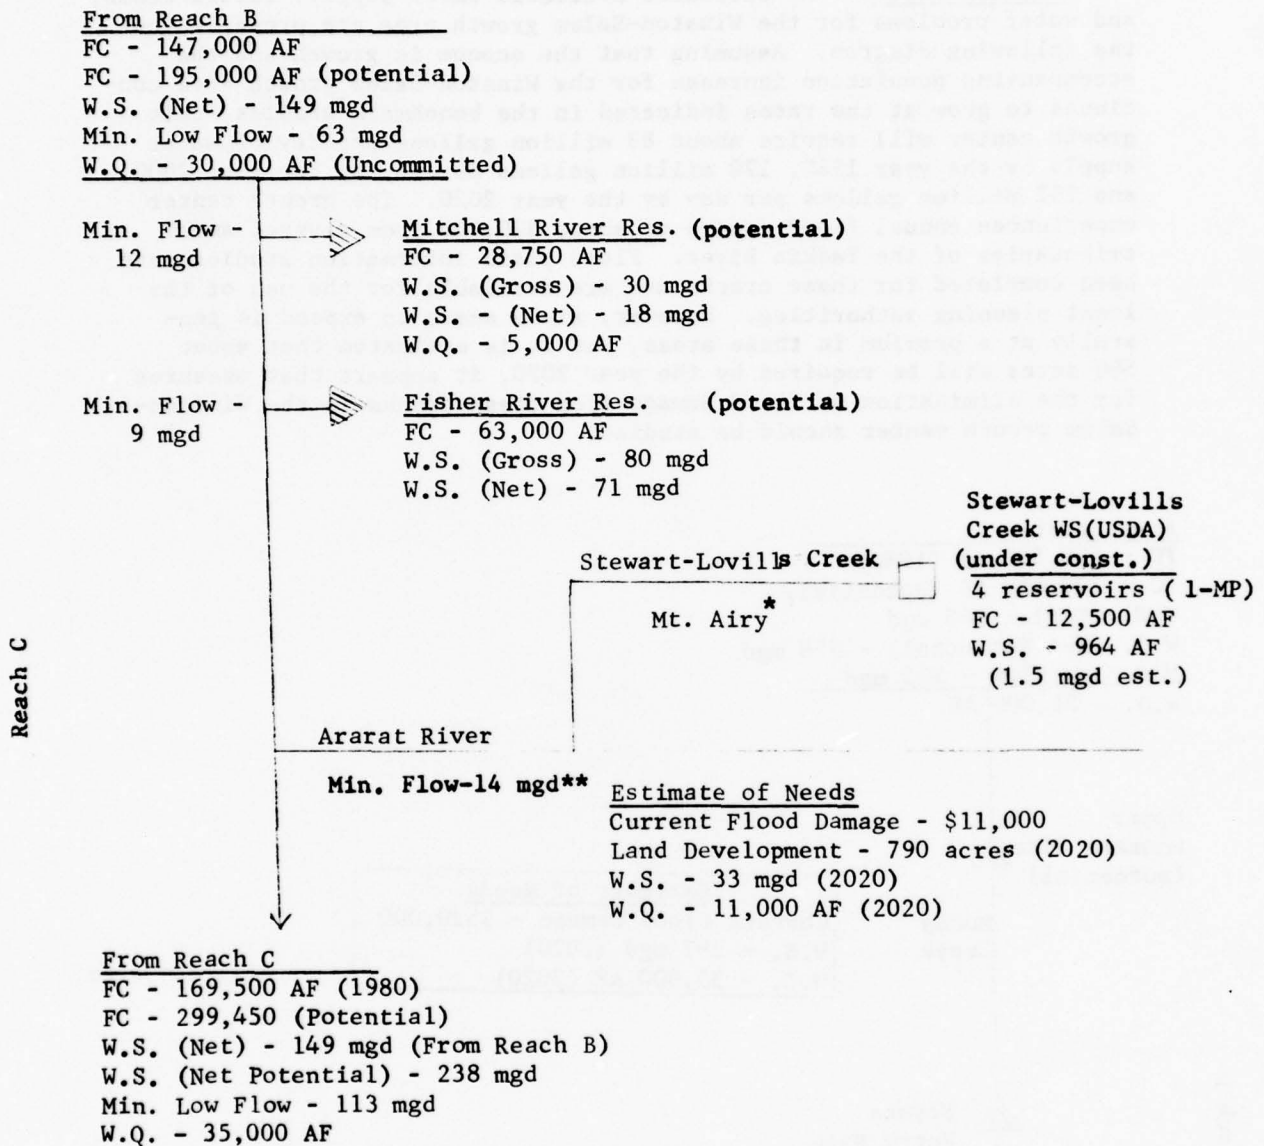 From Reach B
FC - 147,000 AF
FC - 195,000 AF (potential)
W.S. (Net) - 149 mgd
Min. Low Flow - 63 mgd
W.Q. - 30,000 AF (Uncommitted)
Min. Flow -
12 mgd
Mitchell River Res. (potential)
FC - 28,750 AF
W.S. (Gross) - 30 mgd
W.S. - (Net) - 18 mgd
W.Q. - 5,000 AF
Min. Flow
9 mgd
Fisher River Res. (potential)
FC - 63,000 AF
W.S. (Gross) - 80 mgd
W.S. (Net) - 71 mgd
Stewart-Lovills
Creek WS(USDA)
(under const.)
4 reservoirs (1-MP)
FC - 12,500 AF
W.S. - 964 AF
(1.5 mgd est.)
Stewart-Lovills Creek
Mt. Airy*
Reach C
Ararat River
Min. Flow-14 mgd**
Estimate of Needs
Current Flood Damage - $11,000
Land Development - 790 acres (2020)
W.S. - 33 mgd (2020)
W.Q. - 11,000 AF (2020)
From Reach C
FC - 169,500 AF (1980)
FC - 299,450 (Potential)
W.S. (Net) - 149 mgd (From Reach B)
W.S. (Net Potential) - 238 mgd
Min. Low Flow - 113 mgd
W.Q. - 35,000 AF